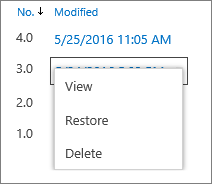 No.↓ Modified
4.0 5/25/2016 11:05 AM
3.0
View
2.0
Restore
1.0
Delete